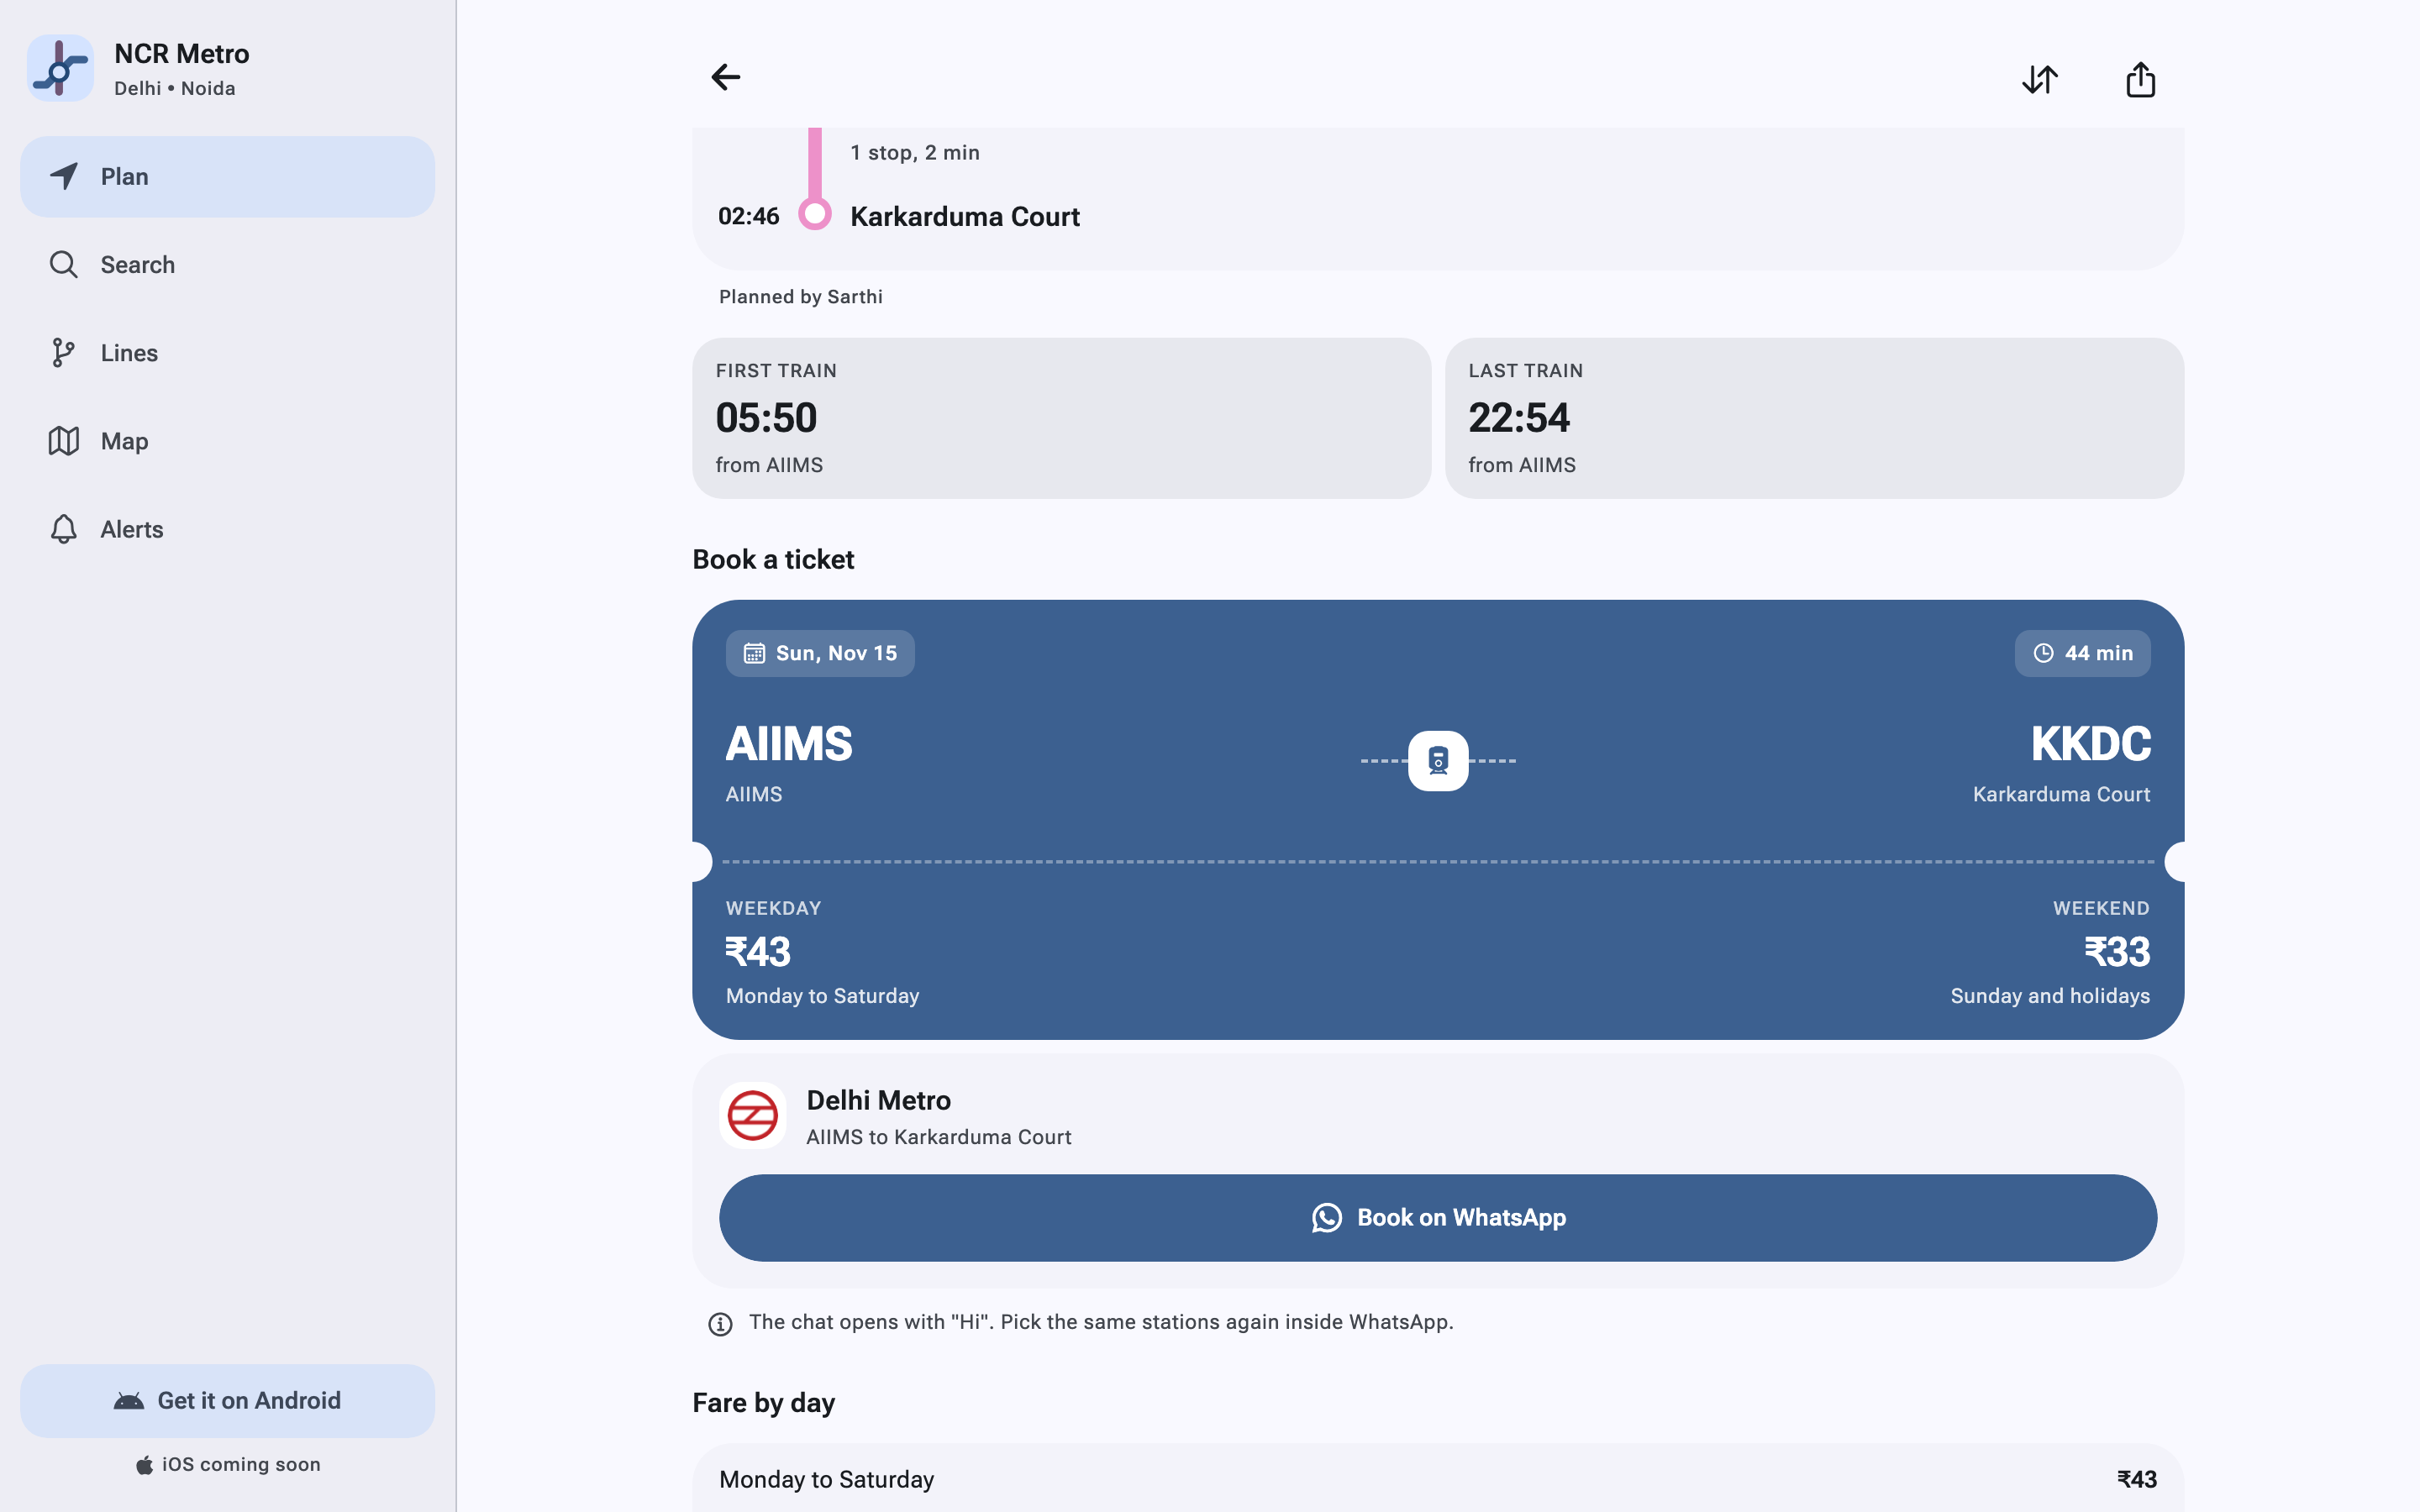 NCR Metro
Delhi • Noida
Plan
Search
Lines
Map
Alerts
Get it on Android
iOS coming soon
1 stop, 2 min
02:46 Karkarduma Court
Planned by Sarthi
FIRST TRAIN
05:50
from AIIMS
LAST TRAIN
22:54
from AIIMS
Book a ticket
Sun, Nov 15
44 min
AIIMS
AIIMS
KKDC
Karkarduma Court
WEEKDAY
₹43
Monday to Saturday
WEEKEND
₹33
Sunday and holidays
Delhi Metro
AIIMS to Karkarduma Court
Book on WhatsApp
The chat opens with "Hi". Pick the same stations again inside WhatsApp.
Fare by day
Monday to Saturday ₹43